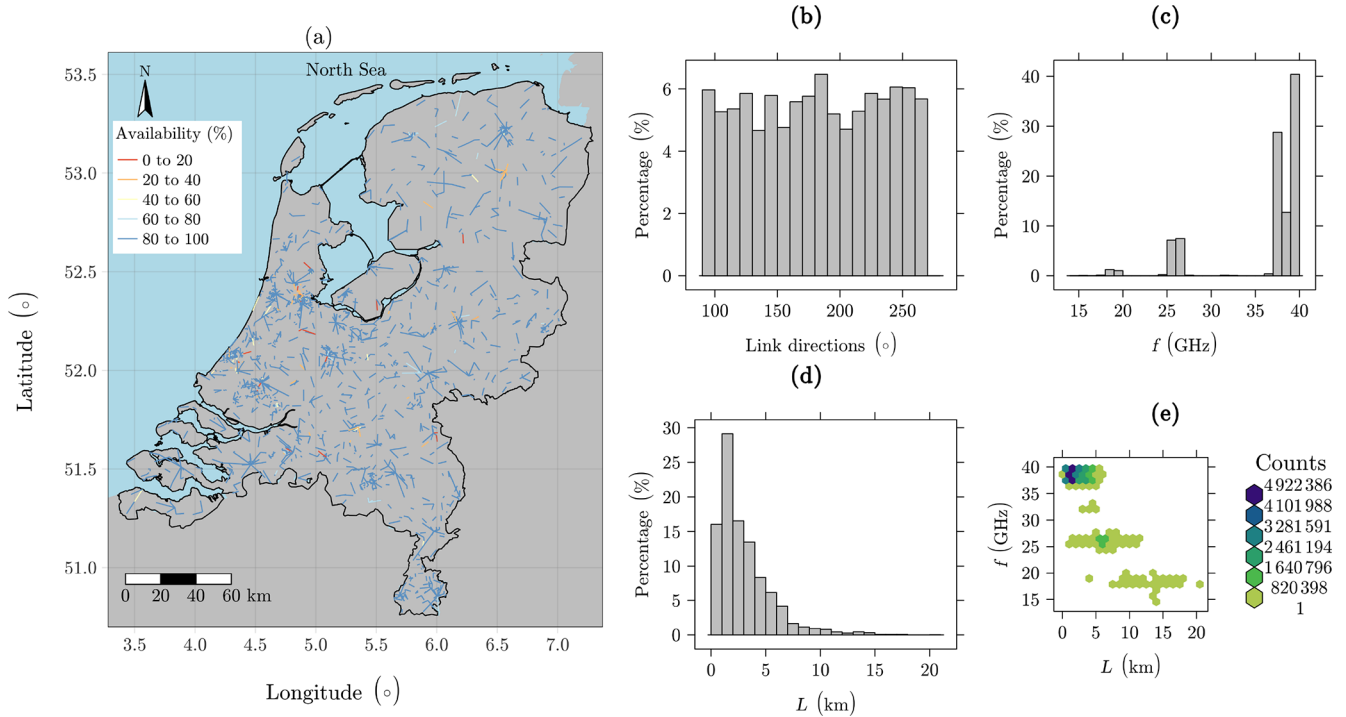 (a)
North Sea
N
Availability (%)
0 to 20
20 to 40
40 to 60
60 to 80
80 to 100
53.5
53.0
52.5
52.0
51.5
51.0
Latitude (○)
0 20 40 60 km
3.5 4.0 4.5 5.0 5.5 6.0 6.5 7.0
Longitude (○)
(b)
Percentage (%)
6
4
2
0
100 150 200 250
Link directions (○)
(c)
Percentage (%)
40
30
20
10
0
15 20 25 30 35 40
f (GHz)
(d)
Percentage (%)
30
25
20
15
10
5
0
0 5 10 15 20
L (km)
(e)
f (GHz)
40
35
30
25
20
15
0 5 10 15 20
L (km)
Counts
4 922 386
4 101 988
3 281 591
2 461 194
1 640 796
820 398
1